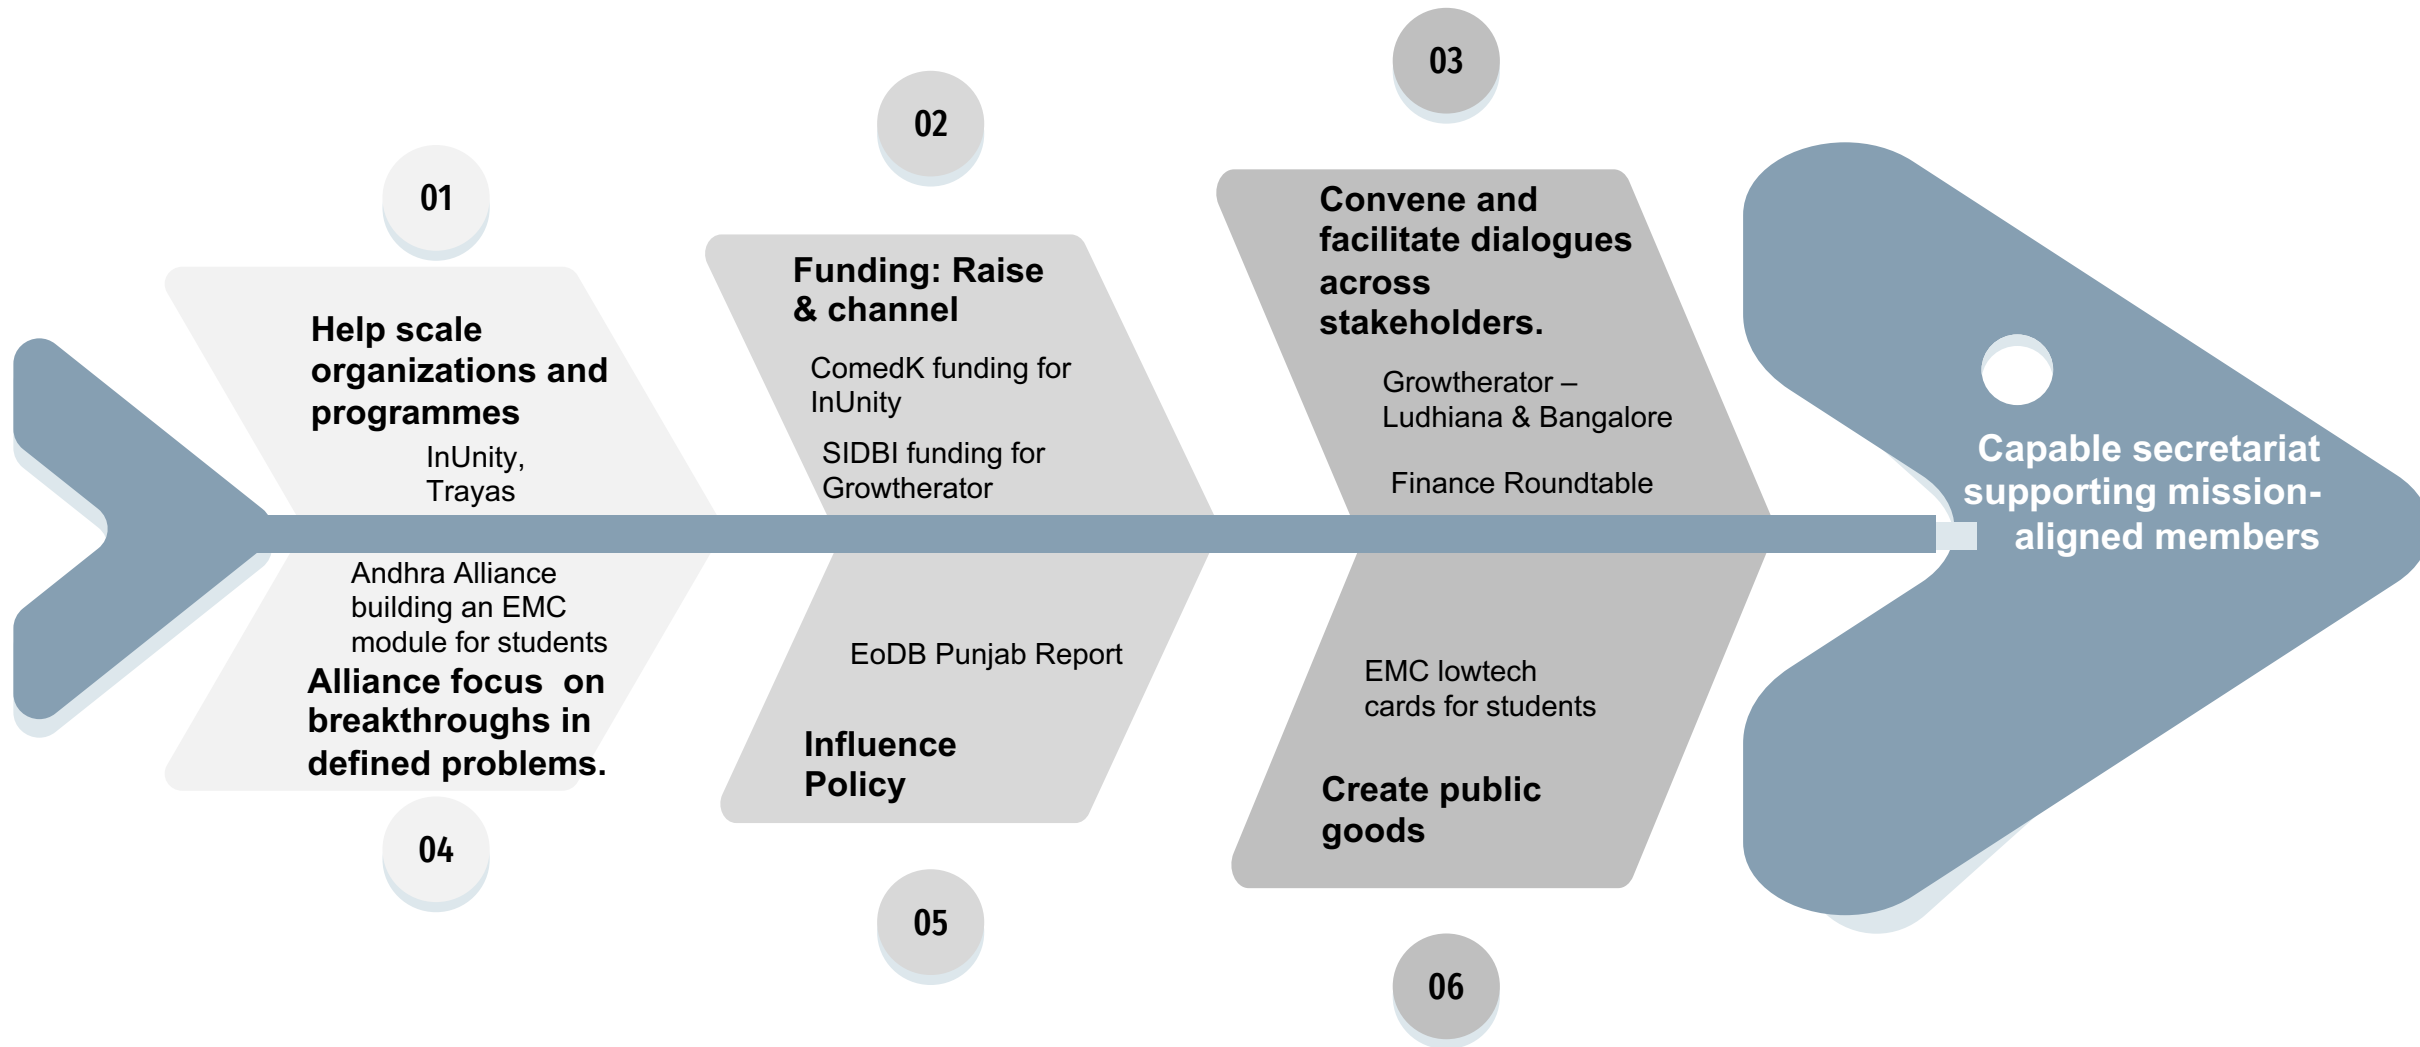 01
Help scale
organizations and
programmes
InUnity,
Trayas
02
Funding: Raise
& channel
ComedK funding for
InUnity
SIDBI funding for
Growtherator
03
Convene and
facilitate dialogues
across
stakeholders.
Growtherator –
Ludhiana & Bangalore
Finance Roundtable
Capable secretariat
supporting mission-
aligned members
Andhra Alliance
building an EMC
module for students
Alliance focus  on
breakthroughs in
defined problems.
04
EoDB Punjab Report
Influence
Policy
05
EMC lowtech
cards for students
Create public
goods
06